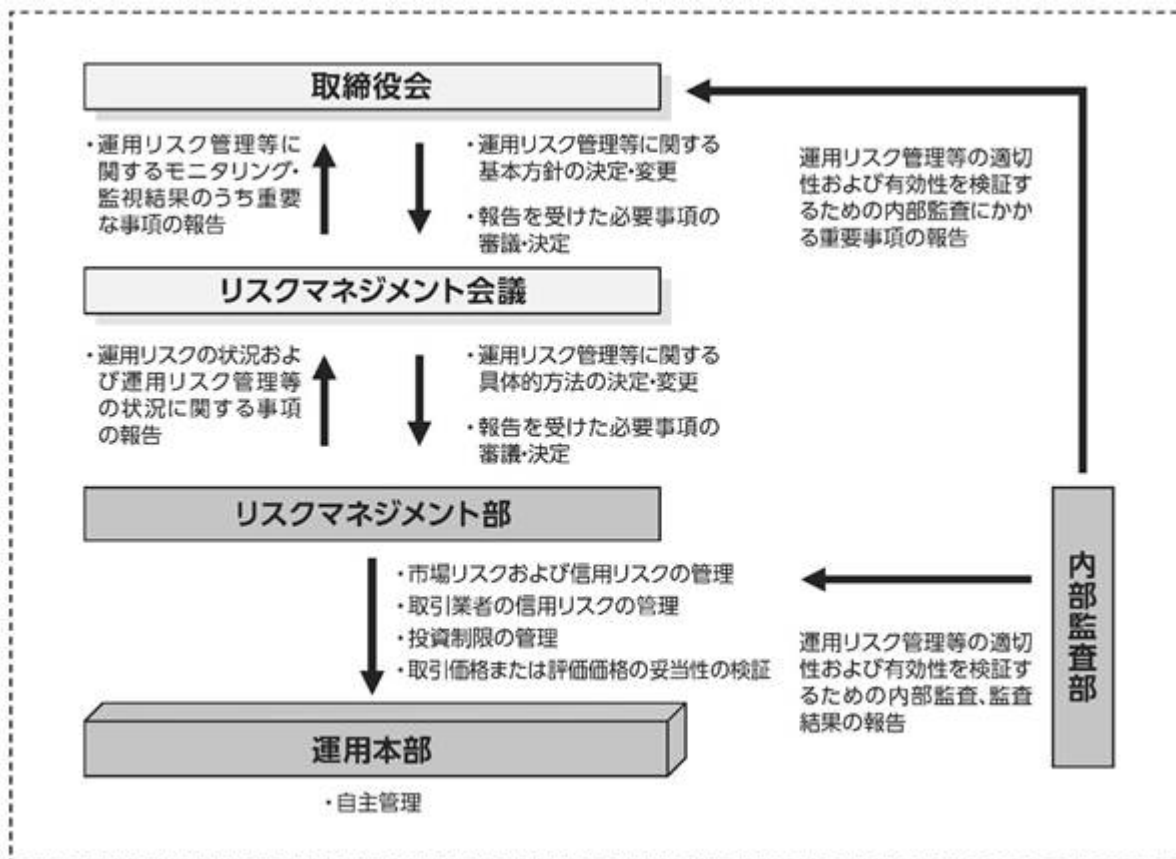 取締役会
・運用リスク管理等に
関するモニタリング・
監視結果のうち重要
な事項の報告
・運用リスク管理等に関する
基本方針の決定・変更
・報告を受けた必要事項の
審議・決定
運用リスク管理等の適切
性および有効性を検証す
るための内部監査にかか
る重要事項の報告
リスクマネジメント会議
・運用リスクの状況およ
び運用リスク管理等
の状況に関する事項
の報告
・運用リスク管理等に関する
具体的方法の決定・変更
・報告を受けた必要事項の
審議・決定
リスクマネジメント部
・市場リスクおよび信用リスクの管理
・取引業者の信用リスクの管理
・投資制限の管理
・取引価格または評価価格の妥当性の検証
内部監査部
運用リスク管理等の適切
性および有効性を検証す
るための内部監査、監査
結果の報告
運用本部
・自主管理